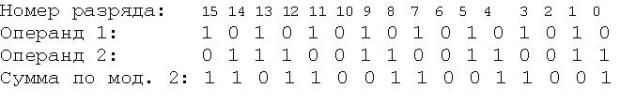 Номер разряда: 15 14 13 12 11 10 9 8 7 6 5 4 3 2 1 0
Операнд 1: 1 0 1 0 1 0 1 0 1 0 1 0 1 0 1 0
Операнд 2: 0 1 1 1 0 0 1 1 0 0 1 1 0 0 1 1
Сумма по мод. 2: 1 1 0 1 1 0 0 1 1 0 0 1 1 0 0 1